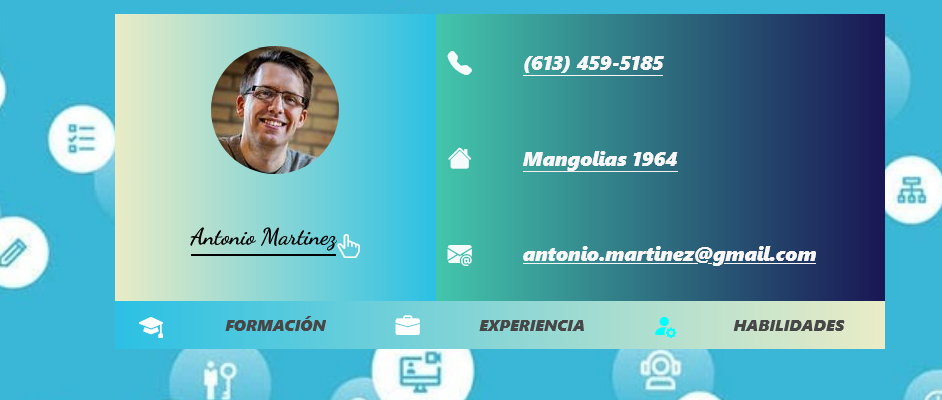 (613) 459-5185
Mangolias 1964
Antonio Martinez
antonio.martinez@gmail.com
FORMACIÓN EXPERIENCIA HABILIDADES